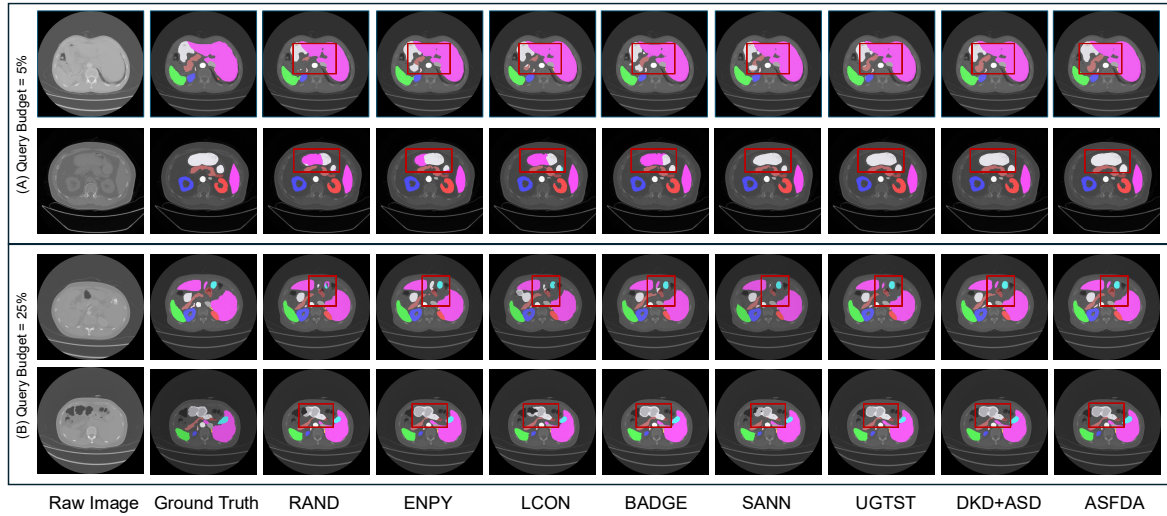 (A) Query Budget = 5%
(B) Query Budget = 25%
Raw Image Ground Truth RAND ENPY LCON BADGE SANN UGTST DKD+ASD ASFDA